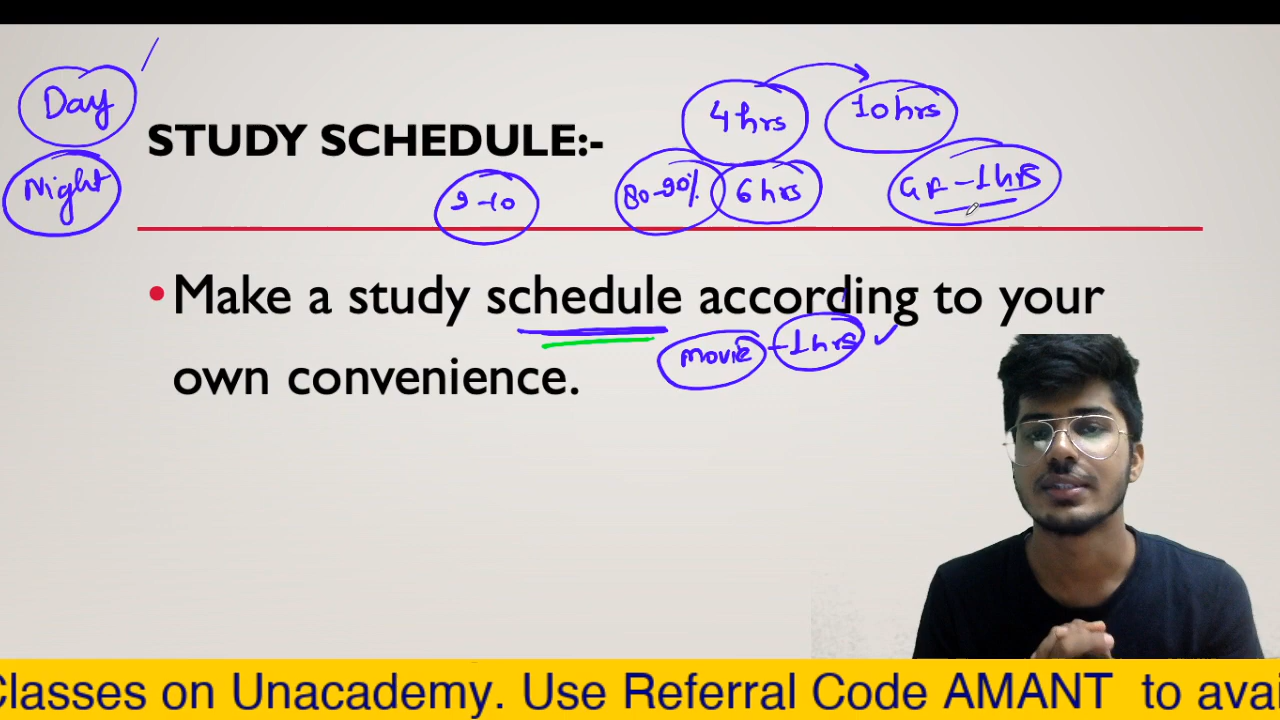 Day
Night
STUDY SCHEDULE:-
4 hrs
10 hrs
9-10
80-90%
6 hrs
GF-1 hrs
• Make a study schedule according to your
own convenience.
movie -1 hrs ✓
Classes on Unacademy. Use Referral Code AMANT to avai